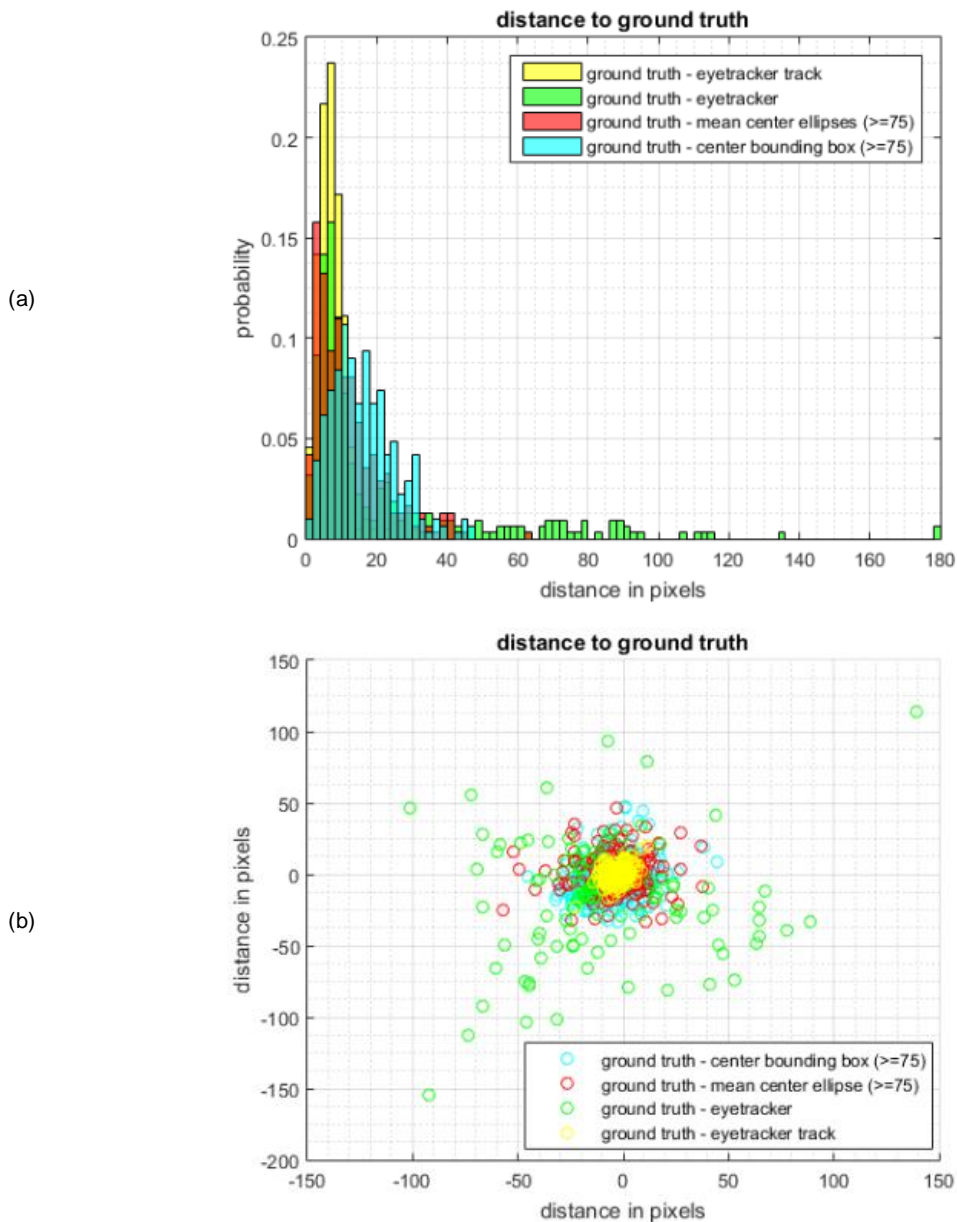 (a)
distance to ground truth
0.25
0.2
0.15
0.1
0.05
0
probability
ground truth - eyetracker track
ground truth - eyetracker
ground truth - mean center ellipses (>=75)
ground truth - center bounding box (>=75)
0 20 40 60 80 100 120 140 160 180
distance in pixels
(b)
distance to ground truth
150
100
50
0
-50
-100
-150
-200
distance in pixels
ground truth - center bounding box (>=75)
ground truth - mean center ellipse (>=75)
ground truth - eyetracker
ground truth - eyetracker track
-150 -100 -50 0 50 100 150
distance in pixels